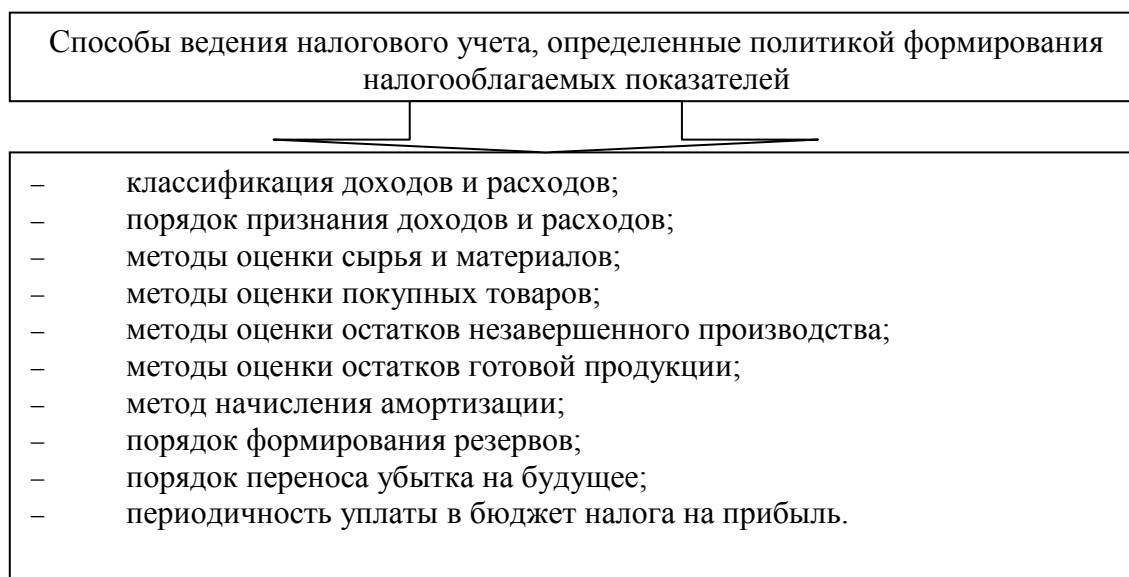 Способы ведения налогового учета, определенные политикой формирования
налогооблагаемых показателей
– классификация доходов и расходов;
– порядок признания доходов и расходов;
– методы оценки сырья и материалов;
– методы оценки покупных товаров;
– методы оценки остатков незавершенного производства;
– методы оценки остатков готовой продукции;
– метод начисления амортизации;
– порядок формирования резервов;
– порядок переноса убытка на будущее;
– периодичность уплаты в бюджет налога на прибыль.